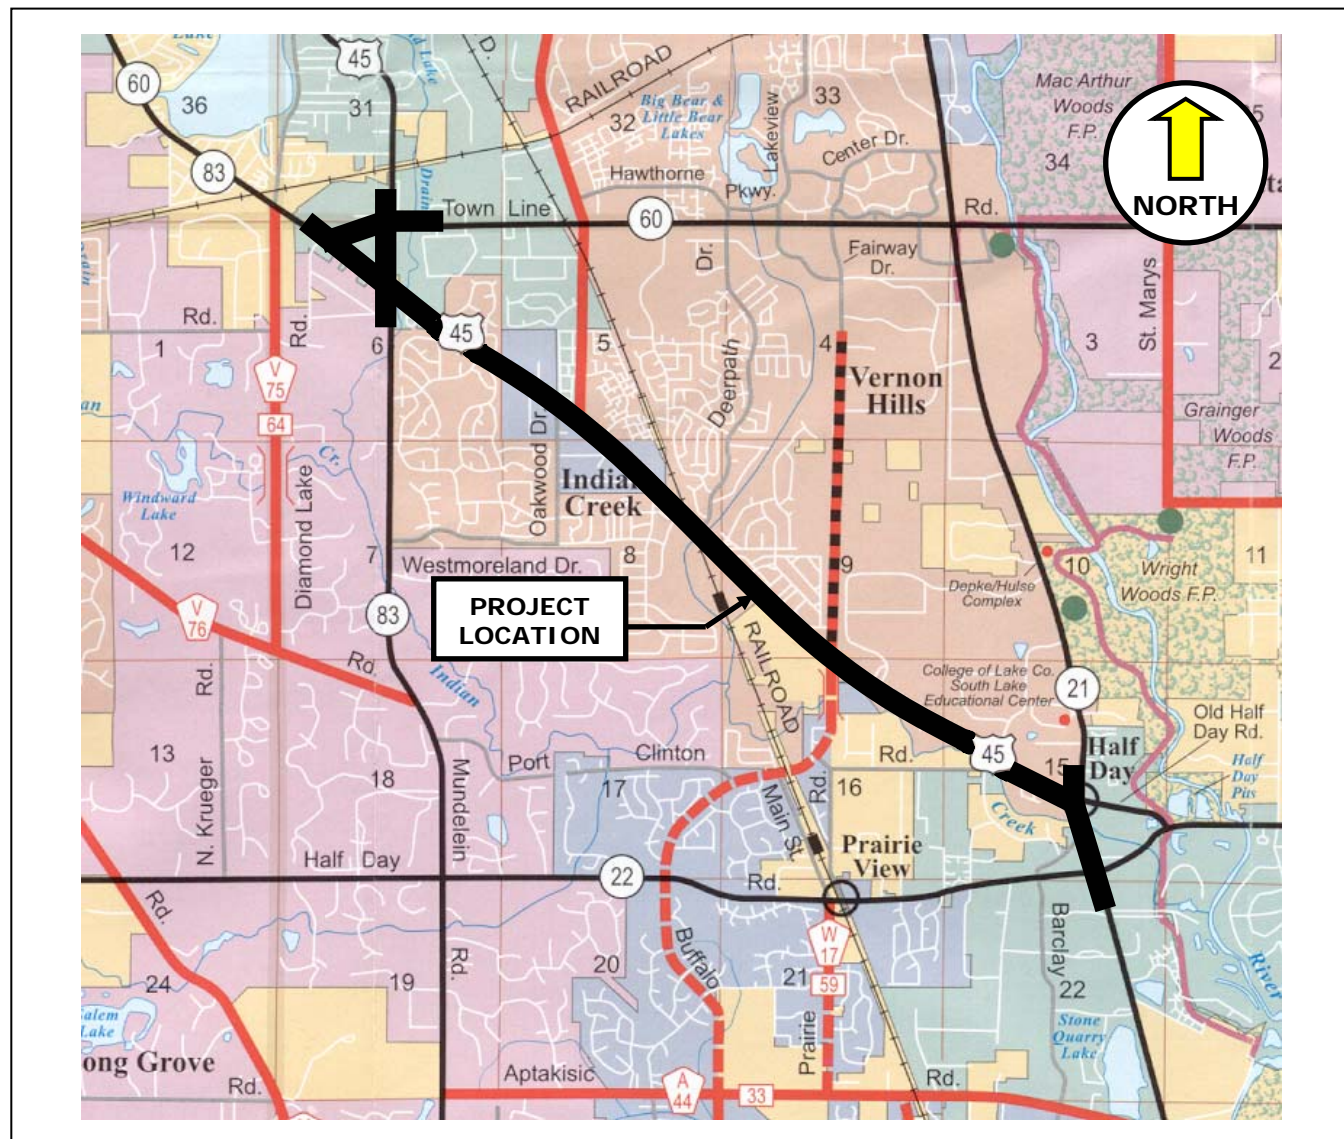 Lake
45
60
36
31
83
D.
RAILROAD
32
Big Bear &
Little Bear
Lakes
33
Lakeview
Center Dr.
Hawthorne
Pkwy.
Mac Arthur
Woods
F.P.
34
NORTH
Town Line
60
Rd.
Dr.
Fairway
Dr.
St. Marys
Rd.
Rd.
1
6
45
5
4
3
2
V
75
64
Deerpath
Vernon
Hills
Oakwood Dr.
Grainger
Woods
F.P.
Cr.
Diamond Lake
Windward
Lake
Indian
Creek
12
7
8
9
10
11
Westmoreland Dr.
Depke/Hulse
Complex
Wright
Woods F.P.
PROJECT
LOCATION
V
76
83
Rd.
Rd.
Indian
RAILROAD
College of Lake Co.
South Lake
Educational Center
21
Old Half
Day Rd.
13
18
Port
Clinton
Rd.
45
15
Half
Day
Half
Day
Pits
N. Krueger
Mundelein
17
Main St.
Rd.
16
Creek
Half Day
22
Rd.
Prairie
View
Rd.
Rd.
Buffalo
W
17
59
Barclay
24
19
20
21
22
River
Lake
ong Grove
Prairie
Stone
Quarry
Lake
Rd.
Aptakisic
A
44
33
Rd.